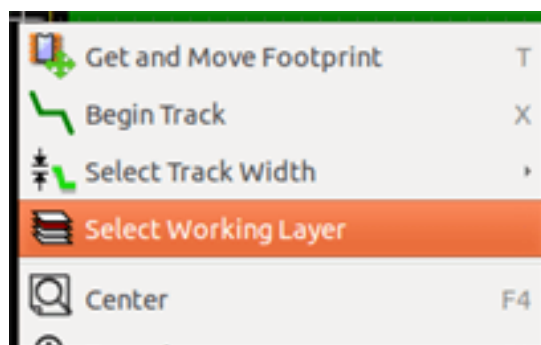 Get and Move Footprint T
Begin Track X
Select Track Width
Select Working Layer
Center F4